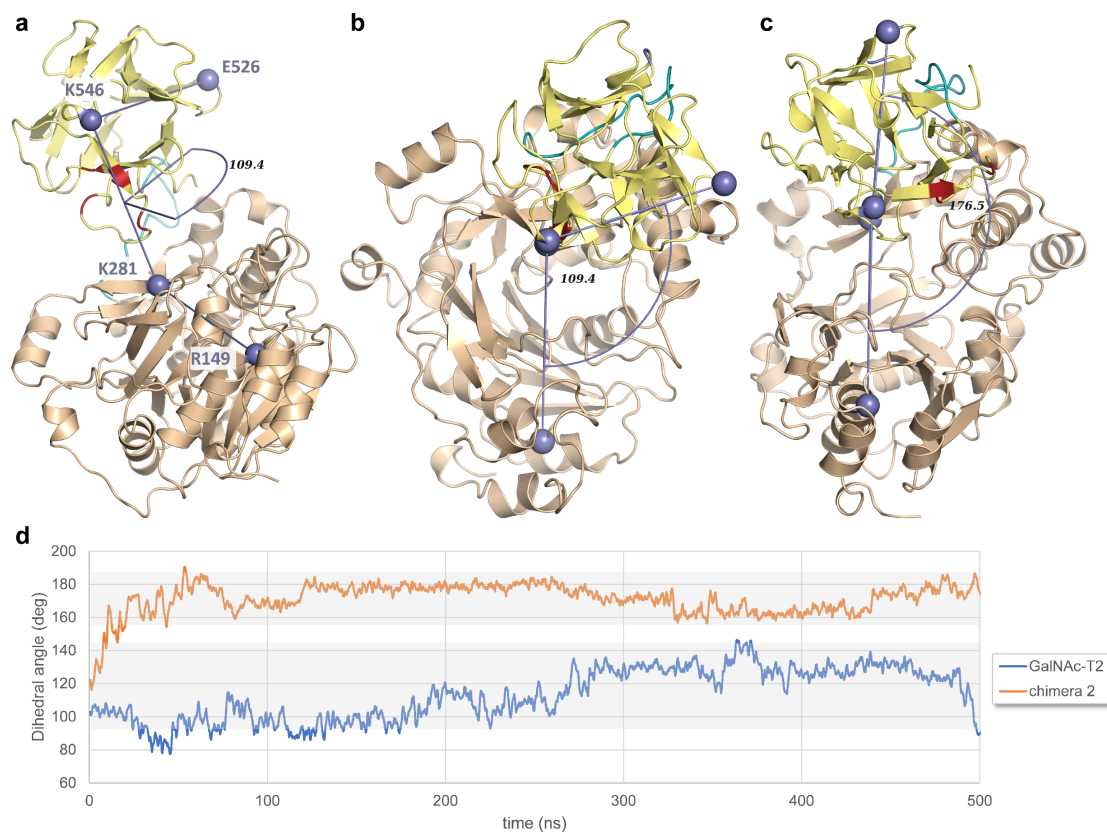 a
b
c
E526
K546
109.4
K281
R149
109.4
176.5
d
Dihedral angle (deg)
200
180
160
140
120
100
80
60
0
100
200
300
400
500
time (ns)
GalNAc-T2
chimera 2